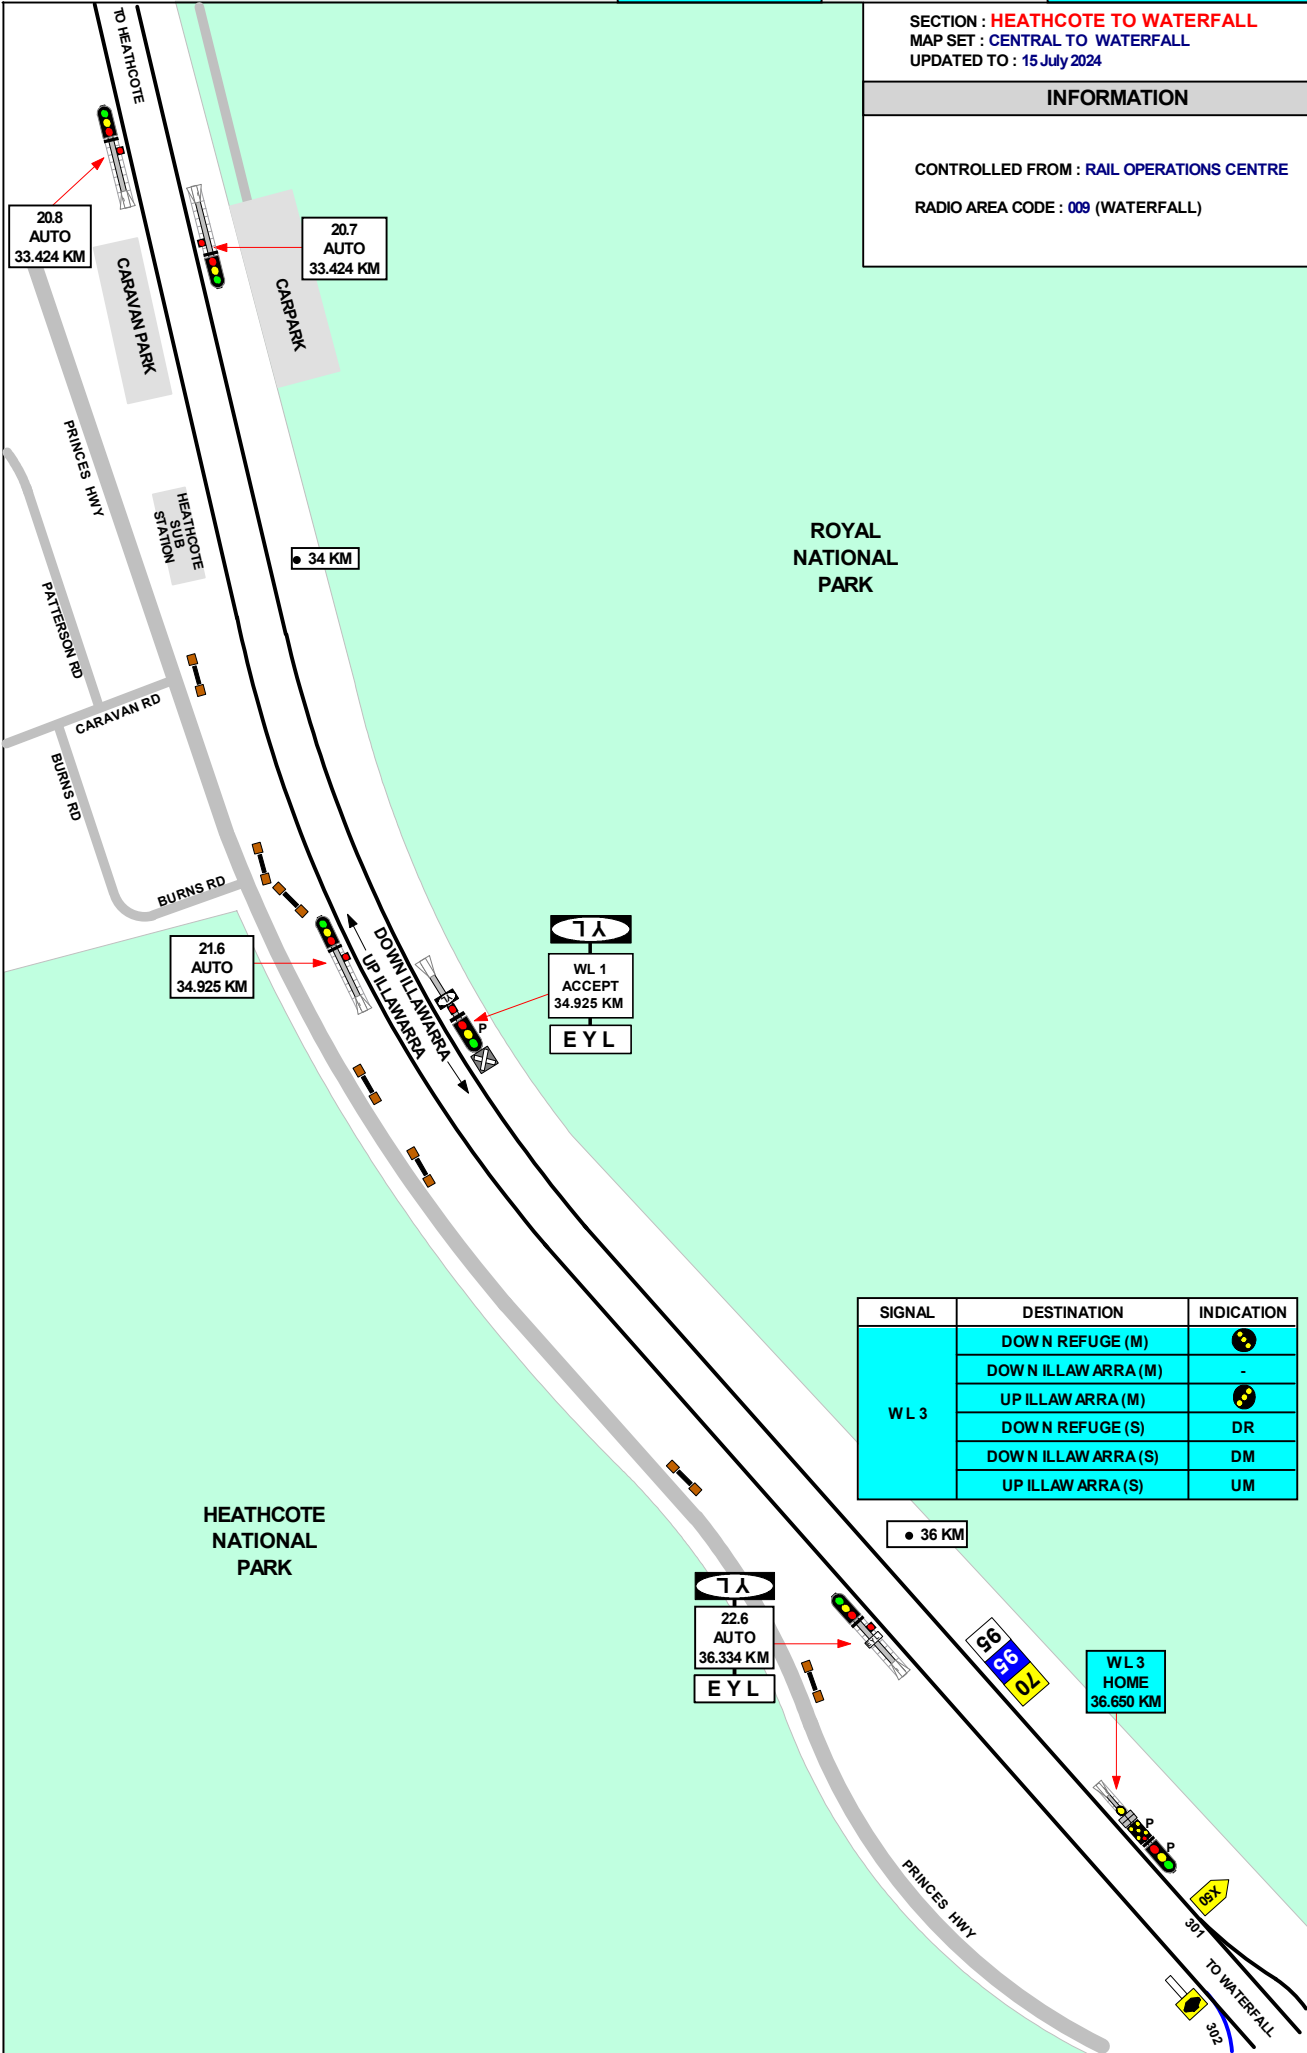 SECTION : HEATHCOTE TO WATERFALL
MAP SET : CENTRAL TO WATERFALL
UPDATED TO : 15 July 2024
INFORMATION
CONTROLLED FROM : RAIL OPERATIONS CENTRE
RADIO AREA CODE : 009 (WATERFALL)
TO HEATHCOTE
20.8
AUTO
33.424 KM
20.7
AUTO
33.424 KM
CARAVAN PARK
CARPARK
PRINCES HWY
HEATHCOTE
SUB
STATION
34 KM
ROYAL
NATIONAL
PARK
PATTERSON RD
CARAVAN RD
BURNS RD
BURNS RD
21.6
AUTO
34.925 KM
UP ILLAWARRA
DOWN ILLAWARRA
YL
P
YL
WL 1
ACCEPT
34.925 KM
EYL
SIGNAL DESTINATION INDICATION
WL 3
DOWN REFUGE (M)
DOWN ILLAWARRA (M) -
UP ILLAWARRA (M)
DOWN REFUGE (S) DR
DOWN ILLAWARRA (S) DM
UP ILLAWARRA (S) UM
HEATHCOTE
NATIONAL
PARK
36 KM
YL
22.6
AUTO
36.334 KM
EYL
95
95
70
WL 3
HOME
36.650 KM
P
P
PRINCES HWY
X50
301
TO WATERFALL
302